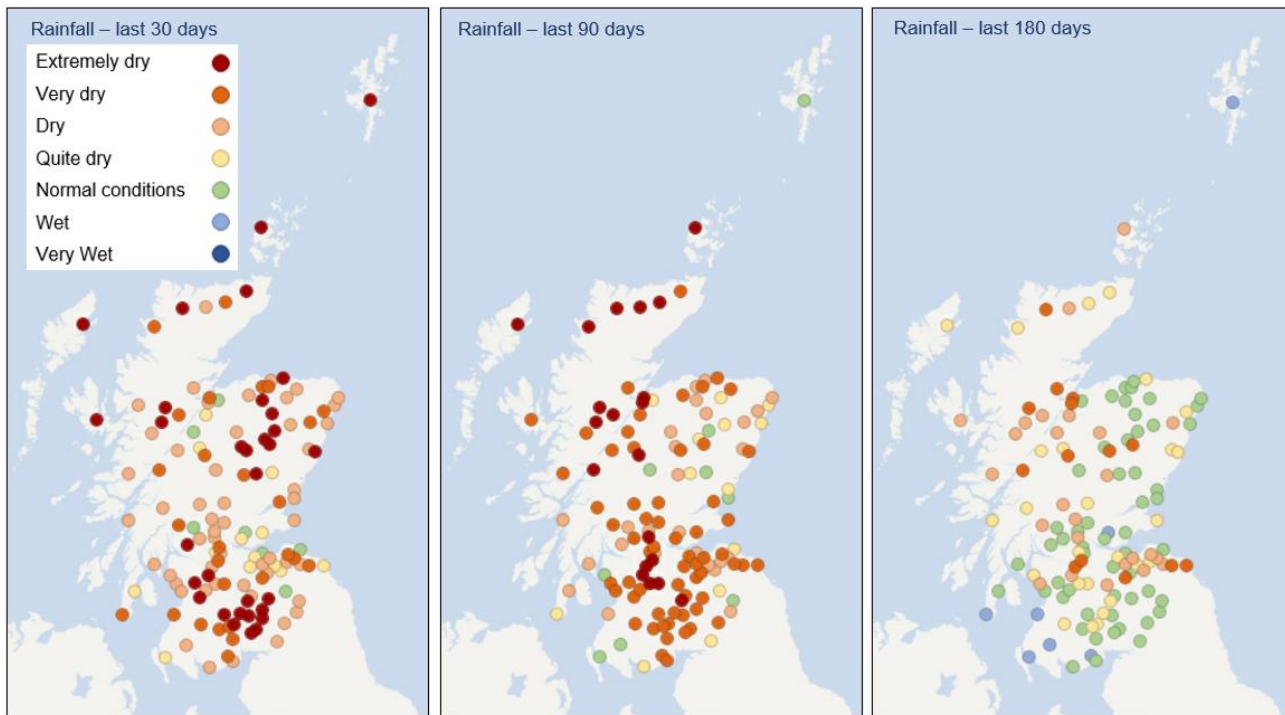 Rainfall – last 30 days
Extremely dry
Very dry
Dry
Quite dry
Normal conditions
Wet
Very Wet
Rainfall – last 90 days
Rainfall – last 180 days